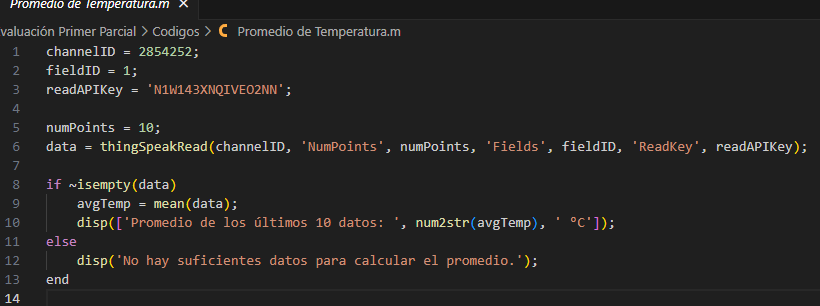 Promedio de Temperatura.m ×
valuación Primer Parcial > Codigos > C Promedio de Temperatura.m
1 channelID = 2854252;
2 fieldID = 1;
3 readAPIKey = 'N1W143XNQIVEO2NN';
4
5 numPoints = 10;
6 data = thingSpeakRead(channelID, 'NumPoints', numPoints, 'Fields', fieldID, 'ReadKey', readAPIKey);
7
8 if ~isempty(data)
9 avgTemp = mean(data);
10 disp(['Promedio de los últimos 10 datos: ', num2str(avgTemp), ' °C']);
11 else
12 disp('No hay suficientes datos para calcular el promedio.');
13 end
14